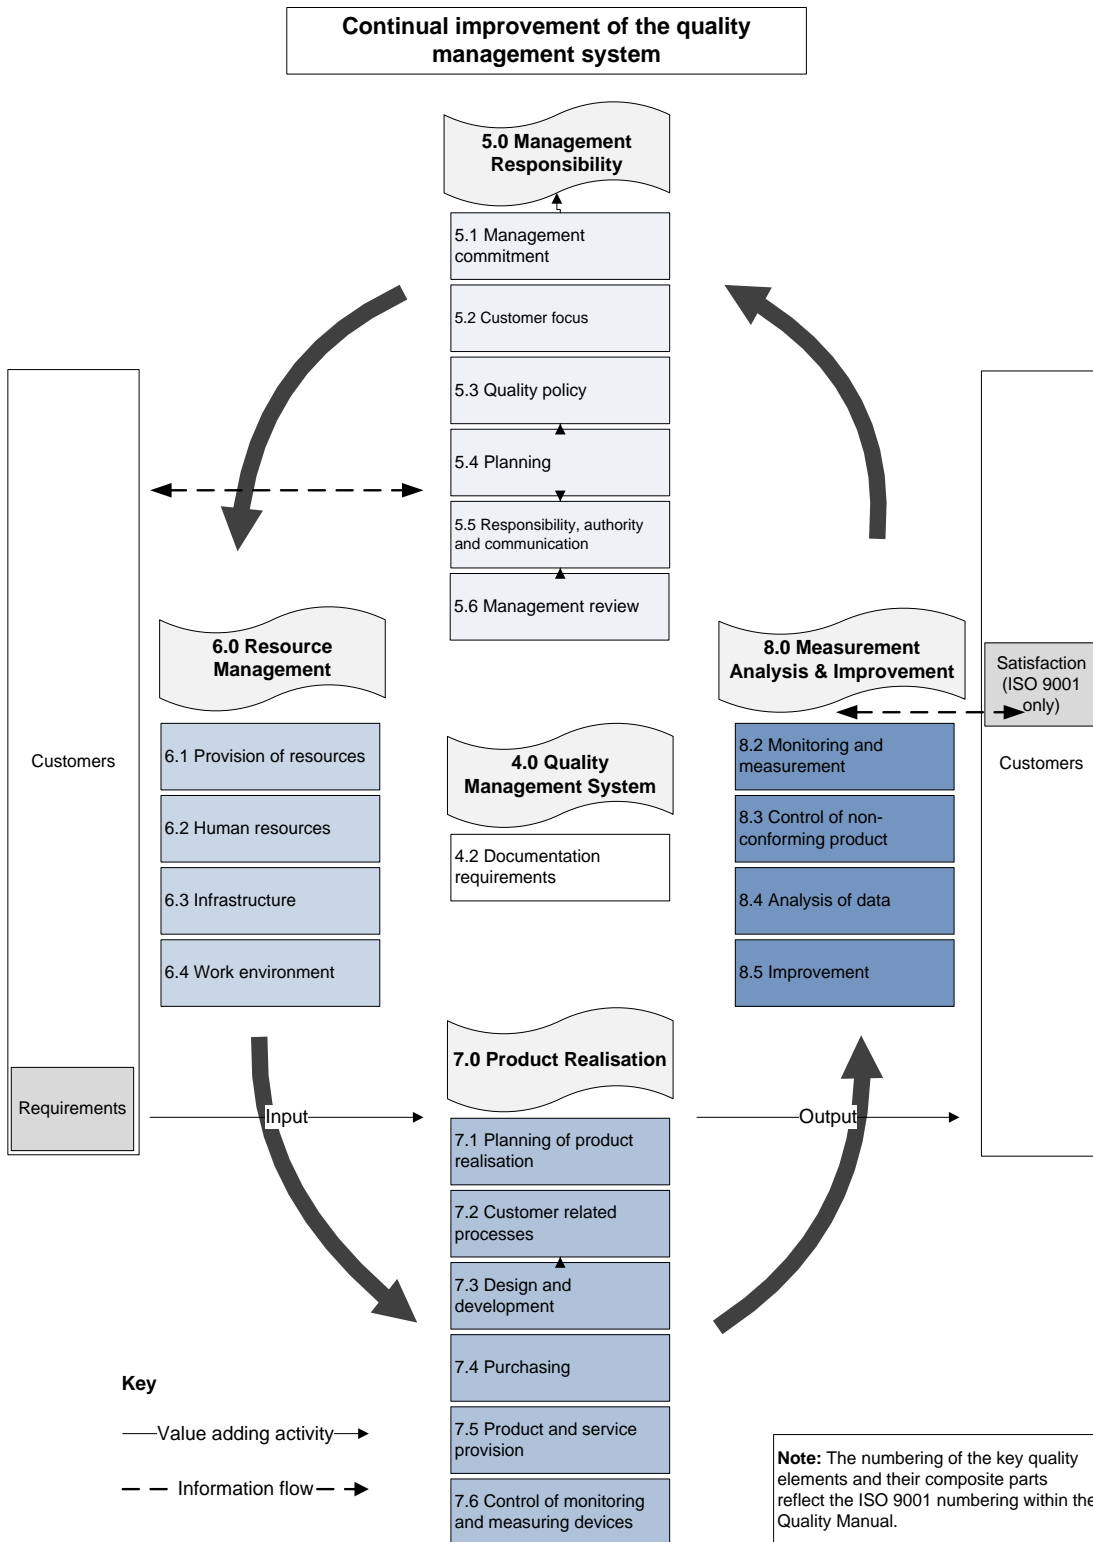 Continual improvement of the quality
management system
5.0 Management
Responsibility
5.1 Management
commitment
5.2 Customer focus
5.3 Quality policy
5.4 Planning
5.5 Responsibility, authority
and communication
5.6 Management review
6.0 Resource
Management
6.1 Provision of resources
6.2 Human resources
6.3 Infrastructure
6.4 Work environment
4.0 Quality
Management System
4.2 Documentation
requirements
8.0 Measurement
Analysis & Improvement
8.2 Monitoring and
measurement
8.3 Control of non-
conforming product
8.4 Analysis of data
8.5 Improvement
Customers
Requirements
Satisfaction
(ISO 9001
only)
Customers
7.0 Product Realisation
Input
Output
7.1 Planning of product
realisation
7.2 Customer related
processes
7.3 Design and
development
7.4 Purchasing
7.5 Product and service
provision
7.6 Control of monitoring
and measuring devices
Key
Value adding activity
Information flow
Note: The numbering of the key quality
elements and their composite parts
reflect the ISO 9001 numbering within the
Quality Manual.